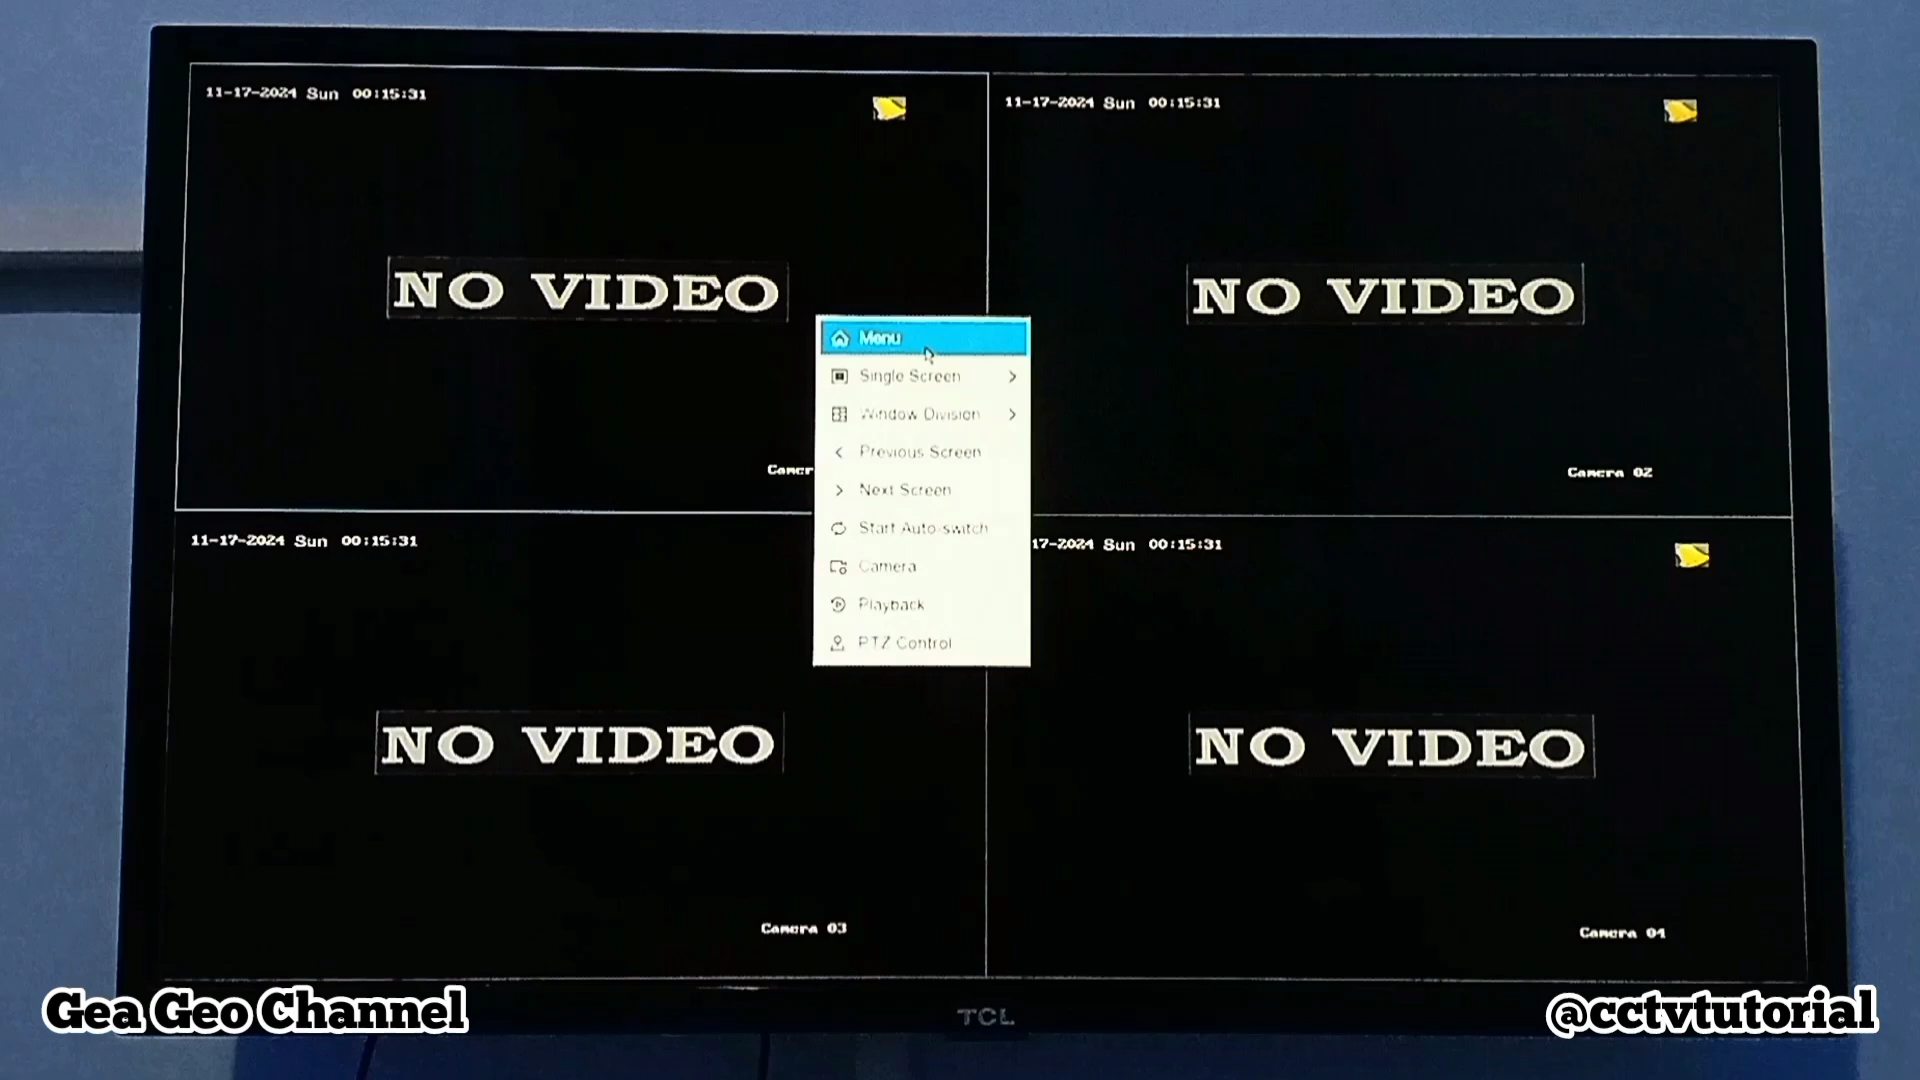 11-17-2024 Sun 00:15:31
11-17-2024 Sun 00:15:31
NO VIDEO
NO VIDEO
Menu
Single Screen
Window Division
Previous Screen
Next Screen
Start Auto-switch
Camera
Playback
PTZ Control
Camer
Camera 02
11-17-2024 Sun 00:15:31
17-2024 Sun 00:15:31
NO VIDEO
NO VIDEO
Camera 03
Camera 04
TCL
Gea Geo Channel
@cctvtutorial